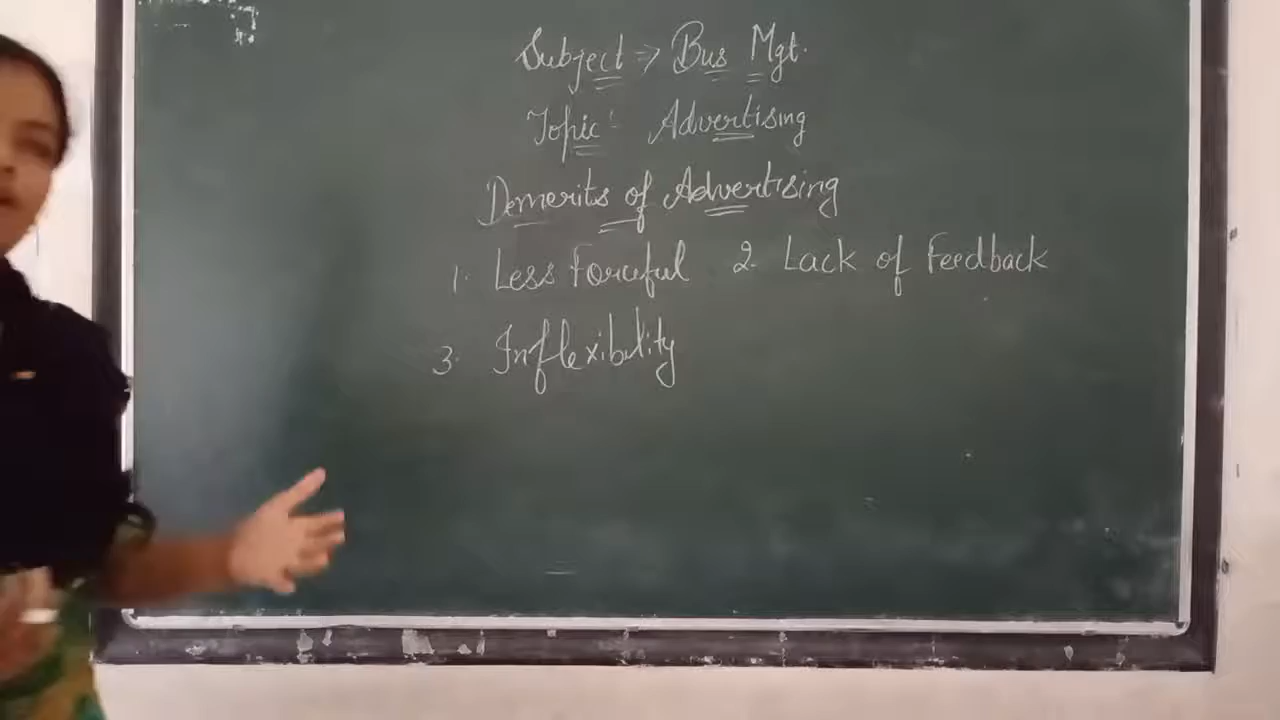 Subject => Bus Mgt.
Topic: Advertising
Demerits of Advertising
1. Less Forceful 2. Lack of Feedback
3. Inflexibility